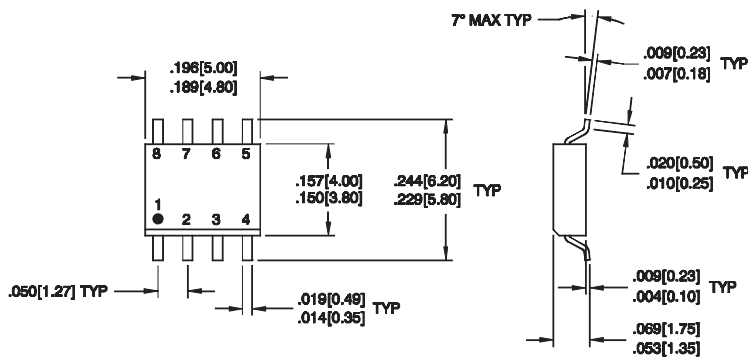 7° MAX TYP
.009[0.23]
.007[0.18] TYP
.196[5.00]
.189[4.80]
8 7 6 5
.020[0.50]
.010[0.25] TYP
.157[4.00]
.150[3.80]
.244[6.20]
.229[5.80] TYP
1
2 3 4
.050[1.27] TYP
.019[0.49]
.014[0.35] TYP
.009[0.23]
.004[0.10] TYP
.069[1.75]
.053[1.35]